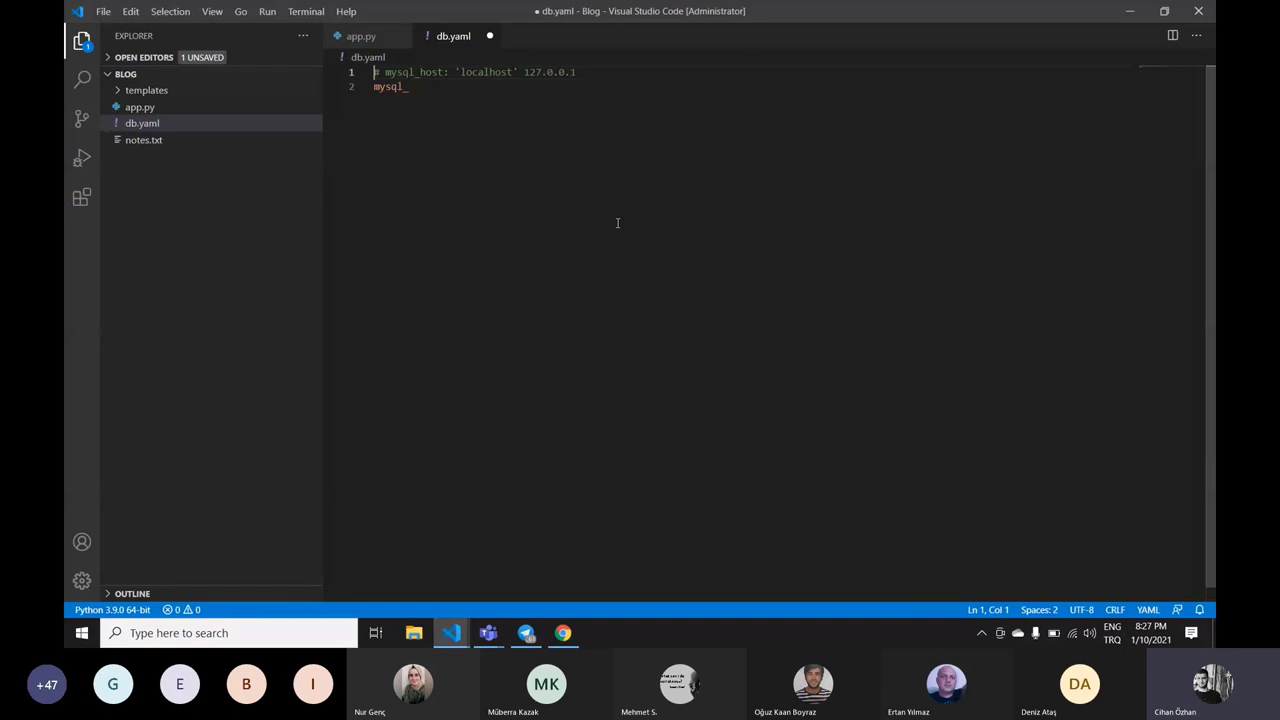 File Edit Selection View Go Run Terminal Help
● db.yaml - Blog - Visual Studio Code [Administrator]
EXPLORER
app.py
db.yaml
OPEN EDITORS 1 UNSAVED
db.yaml
BLOG
templates
app.py
db.yaml
notes.txt
1 # mysql_host: 'localhost' 127.0.0.1
2 mysql_
1
OUTLINE
Python 3.9.0 64-bit 0 0 Ln 1, Col 1 Spaces: 2 UTF-8 CRLF YAML
Type here to search
ENG 8:27 PM
TRQ 1/10/2021
+47 G E B I MK DA
Nur Genç Müberra Kazak Mehmet S. Oğuz Kaan Boyraz Ertan Yılmaz Deniz Ataş Cihan Özhan